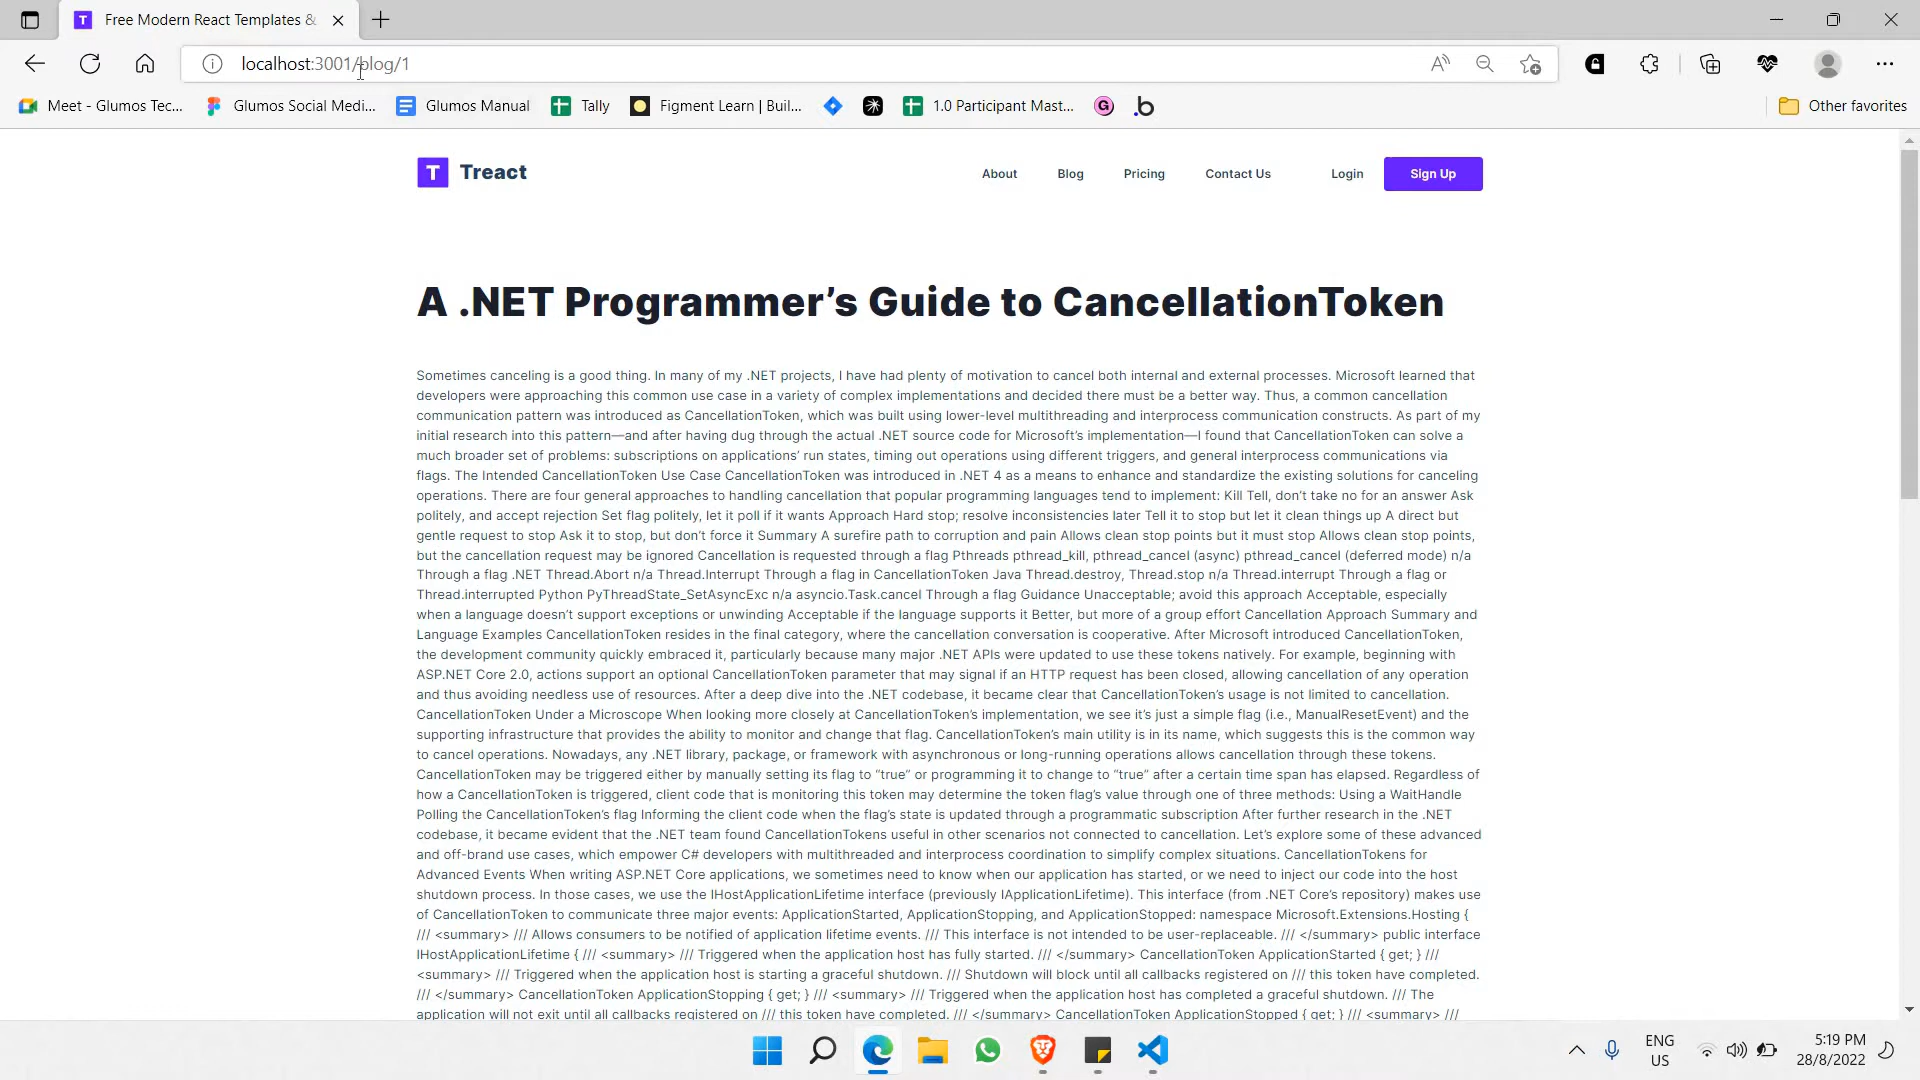 Free Modern React Templates &
localhost:3001/blog/1
Meet - Glumos Tec...
Glumos Social Medi...
Glumos Manual
Tally
Figment Learn | Buil...
1.0 Participant Mast...
G
.b
Other favorites
T Treact
About
Blog
Pricing
Contact Us
Login
Sign Up
A .NET Programmer’s Guide to CancellationToken
Sometimes canceling is a good thing. In many of my .NET projects, I have had plenty of motivation to cancel both internal and external processes. Microsoft learned that
developers were approaching this common use case in a variety of complex implementations and decided there must be a better way. Thus, a common cancellation
communication pattern was introduced as CancellationToken, which was built using lower-level multithreading and interprocess communication constructs. As part of my
initial research into this pattern—and after having dug through the actual .NET source code for Microsoft’s implementation—I found that CancellationToken can solve a
much broader set of problems: subscriptions on applications’ run states, timing out operations using different triggers, and general interprocess communications via
flags. The Intended CancellationToken Use Case CancellationToken was introduced in .NET 4 as a means to enhance and standardize the existing solutions for canceling
operations. There are four general approaches to handling cancellation that popular programming languages tend to implement: Kill Tell, don’t take no for an answer Ask
politely, and accept rejection Set flag politely, let it poll if it wants Approach Hard stop; resolve inconsistencies later Tell it to stop but let it clean things up A direct but
gentle request to stop Ask it to stop, but don’t force it Summary A surefire path to corruption and pain Allows clean stop points but it must stop Allows clean stop points,
but the cancellation request may be ignored Cancellation is requested through a flag Pthreads pthread_kill, pthread_cancel (async) pthread_cancel (deferred mode) n/a
Through a flag .NET Thread.Abort n/a Thread.Interrupt Through a flag in CancellationToken Java Thread.destroy, Thread.stop n/a Thread.interrupt Through a flag or
Thread.interrupted Python PyThreadState_SetAsyncExc n/a asyncio.Task.cancel Through a flag Guidance Unacceptable; avoid this approach Acceptable, especially
when a language doesn’t support exceptions or unwinding Acceptable if the language supports it Better, but more of a group effort Cancellation Approach Summary and
Language Examples CancellationToken resides in the final category, where the cancellation conversation is cooperative. After Microsoft introduced CancellationToken,
the development community quickly embraced it, particularly because many major .NET APIs were updated to use these tokens natively. For example, beginning with
ASP.NET Core 2.0, actions support an optional CancellationToken parameter that may signal if an HTTP request has been closed, allowing cancellation of any operation
and thus avoiding needless use of resources. After a deep dive into the .NET codebase, it became clear that CancellationToken’s usage is not limited to cancellation.
CancellationToken Under a Microscope When looking more closely at CancellationToken’s implementation, we see it’s just a simple flag (i.e., ManualResetEvent) and the
supporting infrastructure that provides the ability to monitor and change that flag. CancellationToken’s main utility is in its name, which suggests this is the common way
to cancel operations. Nowadays, any .NET library, package, or framework with asynchronous or long-running operations allows cancellation through these tokens.
CancellationToken may be triggered either by manually setting its flag to “true” or programming it to change to “true” after a certain time span has elapsed. Regardless of
how a CancellationToken is triggered, client code that is monitoring this token may determine the token flag’s value through one of three methods: Using a WaitHandle
Polling the CancellationToken’s flag Informing the client code when the flag’s state is updated through a programmatic subscription After further research in the .NET
codebase, it became evident that the .NET team found CancellationTokens useful in other scenarios not connected to cancellation. Let’s explore some of these advanced
and off-brand use cases, which empower C# developers with multithreaded and interprocess coordination to simplify complex situations. CancellationTokens for
Advanced Events When writing ASP.NET Core applications, we sometimes need to know when our application has started, or we need to inject our code into the host
shutdown process. In those cases, we use the IHostApplicationLifetime interface (previously IApplicationLifetime). This interface (from .NET Core’s repository) makes use
of CancellationToken to communicate three major events: ApplicationStarted, ApplicationStopping, and ApplicationStopped: namespace Microsoft.Extensions.Hosting {
/// <summary> /// Allows consumers to be notified of application lifetime events. /// This interface is not intended to be user-replaceable. /// </summary> public interface
IHostApplicationLifetime { /// <summary> /// Triggered when the application host has fully started. /// </summary> CancellationToken ApplicationStarted { get; } ///
<summary> /// Triggered when the application host is starting a graceful shutdown. /// Shutdown will block until all callbacks registered on /// this token have completed.
/// </summary> CancellationToken ApplicationStopping { get; } /// <summary> /// Triggered when the application host has completed a graceful shutdown. /// The
application will not exit until all callbacks registered on /// this token have completed. /// </summary> CancellationToken ApplicationStopped { get; } /// <summary> ///
ENG
US
5:19 PM
28/8/2022